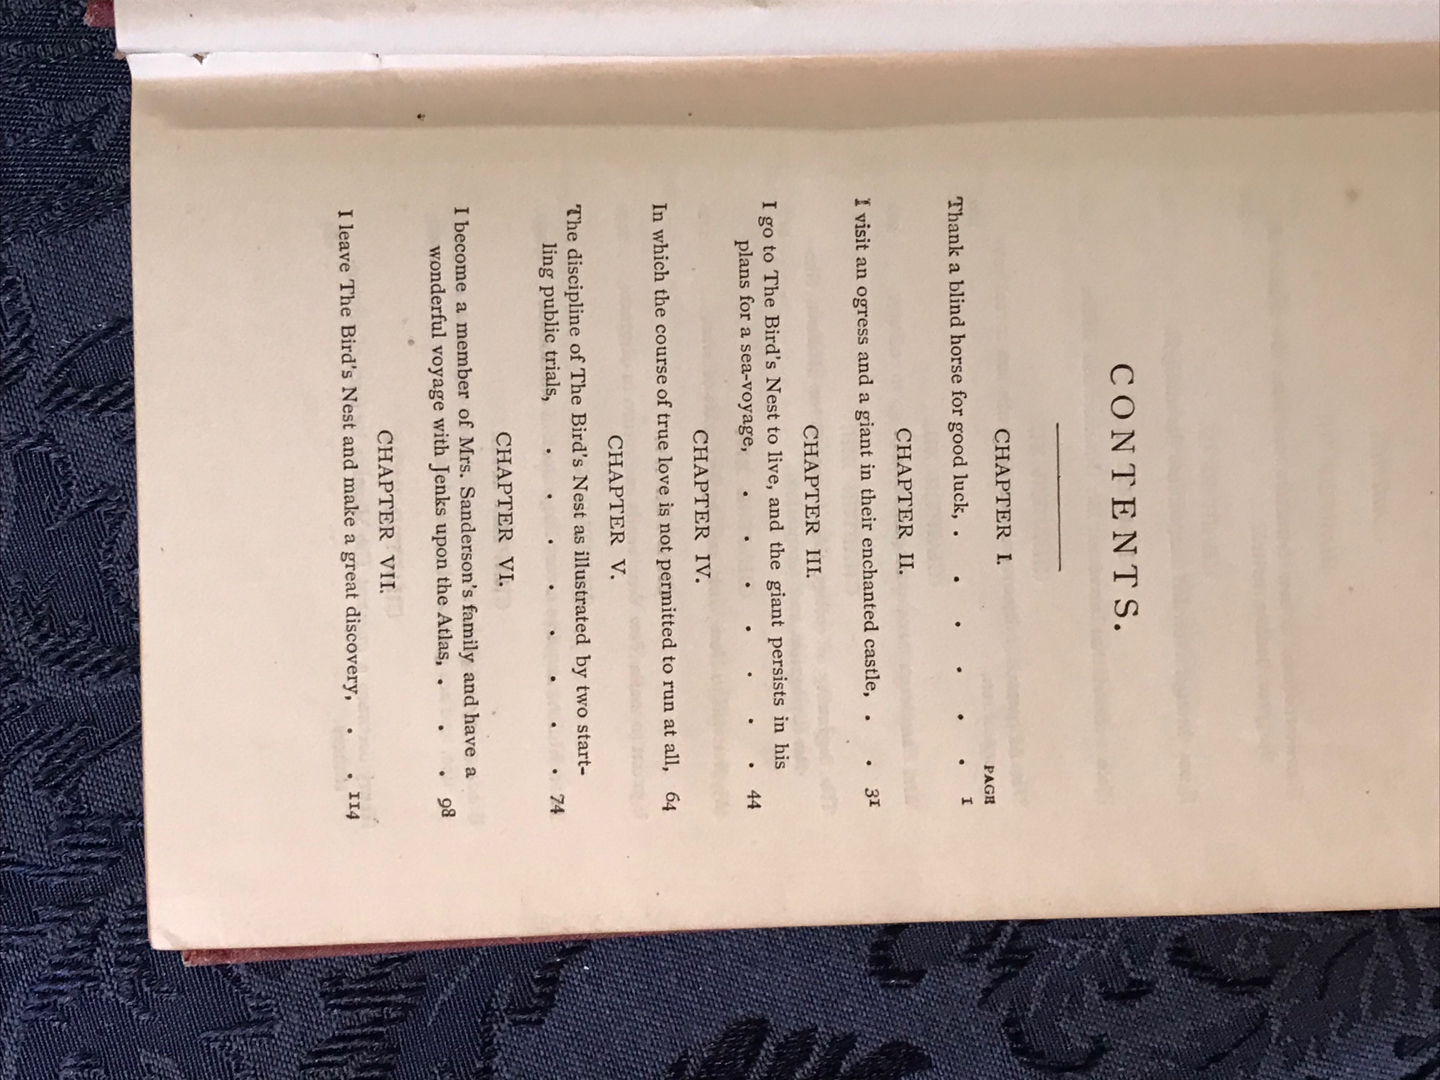 CONTENTS.
CHAPTER I.
PAGE
Thank a blind horse for good luck, . . . . . . 1
CHAPTER II.
I visit an ogress and a giant in their enchanted castle, . . 31
CHAPTER III.
I go to The Bird's Nest to live, and the giant persists in his
plans for a sea-voyage, . . . . . . . 44
CHAPTER IV.
In which the course of true love is not permitted to run at all, 64
CHAPTER V.
The discipline of The Bird's Nest as illustrated by two start-
ling public trials, . . . . . . . . 74
CHAPTER VI.
I become a member of Mrs. Sanderson's family and have a
wonderful voyage with Jenks upon the Atlas, . . . 98
CHAPTER VII.
I leave The Bird's Nest and make a great discovery, . . 114